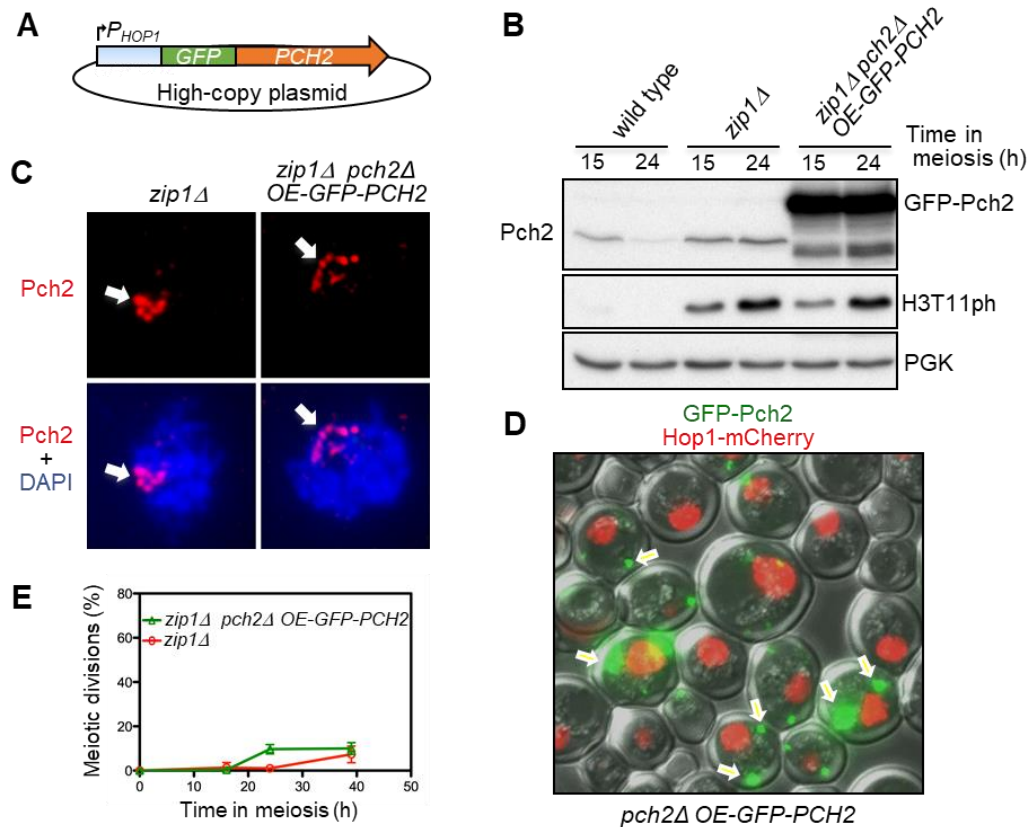 A
P_HOP1
GFP
PCH2
High-copy plasmid
B
wild type
zip1Δ
zip1Δ pch2Δ
OE-GFP-PCH2
15 24 15 24 15 24
Time in
meiosis (h)
Pch2
GFP-Pch2
H3T11ph
PGK
C
zip1Δ
zip1Δ pch2Δ
OE-GFP-PCH2
Pch2
Pch2
+
DAPI
D
GFP-Pch2
Hop1-mCherry
pch2Δ OE-GFP-PCH2
E
Meiotic divisions (%)
80
60
40
20
0
zip1Δ pch2Δ OE-GFP-PCH2
zip1Δ
0 10 20 30 40 50
Time in meiosis (h)